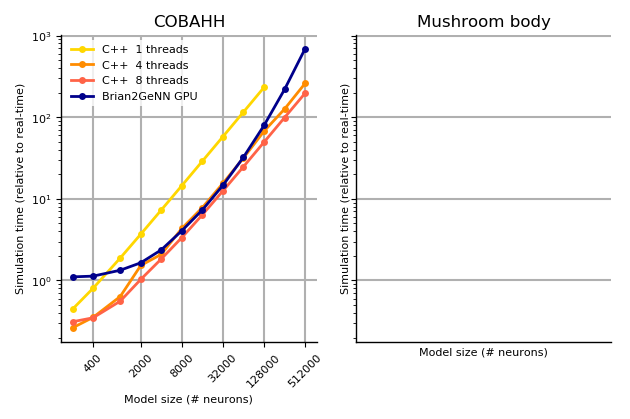 COBAHH
Mushroom body
Simulation time (relative to real-time)
10³
10²
10¹
10⁰
C++ 1 threads
C++ 4 threads
C++ 8 threads
Brian2GeNN GPU
400
2000
8000
32000
128000
512000
Model size (# neurons)
Simulation time (relative to real-time)
Model size (# neurons)